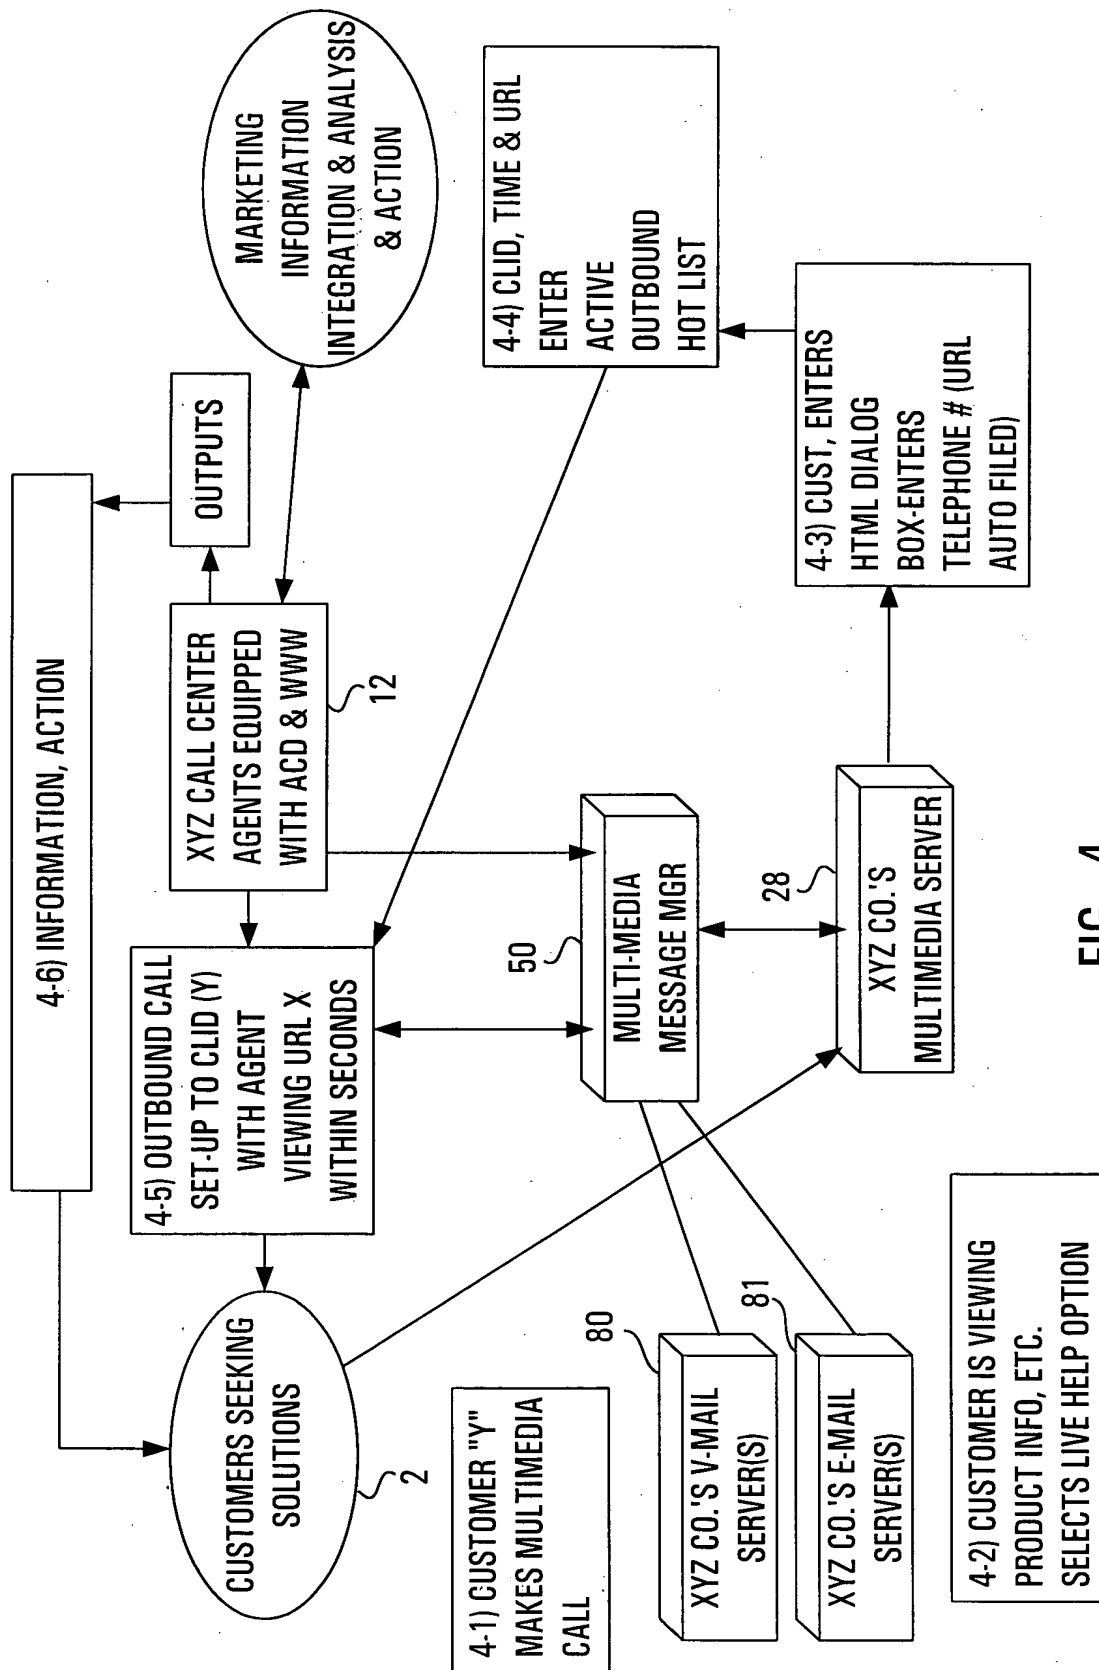 4-6) INFORMATION, ACTION
CUSTOMERS SEEKING
SOLUTIONS
2
4-5) OUTBOUND CALL
SET-UP TO CLID (Y)
WITH AGENT
VIEWING URL X
WITHIN SECONDS
XYZ CALL CENTER
AGENTS EQUIPPED
WITH ACD & WWW
12
OUTPUTS
MARKETING
INFORMATION
INTEGRATION & ANALYSIS
& ACTION
4-1) CUSTOMER "Y"
MAKES MULTIMEDIA
CALL
50
MULTI-MEDIA
MESSAGE MGR
4-4) CLID, TIME & URL
ENTER
ACTIVE
OUTBOUND
HOT LIST
80
XYZ CO.'S V-MAIL
SERVER(S)
81
XYZ CO.'S E-MAIL
SERVER(S)
28
XYZ CO.'S
MULTIMEDIA SERVER
4-3) CUST, ENTERS
HTML DIALOG
BOX-ENTERS
TELEPHONE # (URL
AUTO FILED)
4-2) CUSTOMER IS VIEWING
PRODUCT INFO, ETC.
SELECTS LIVE HELP OPTION
FIG. 4